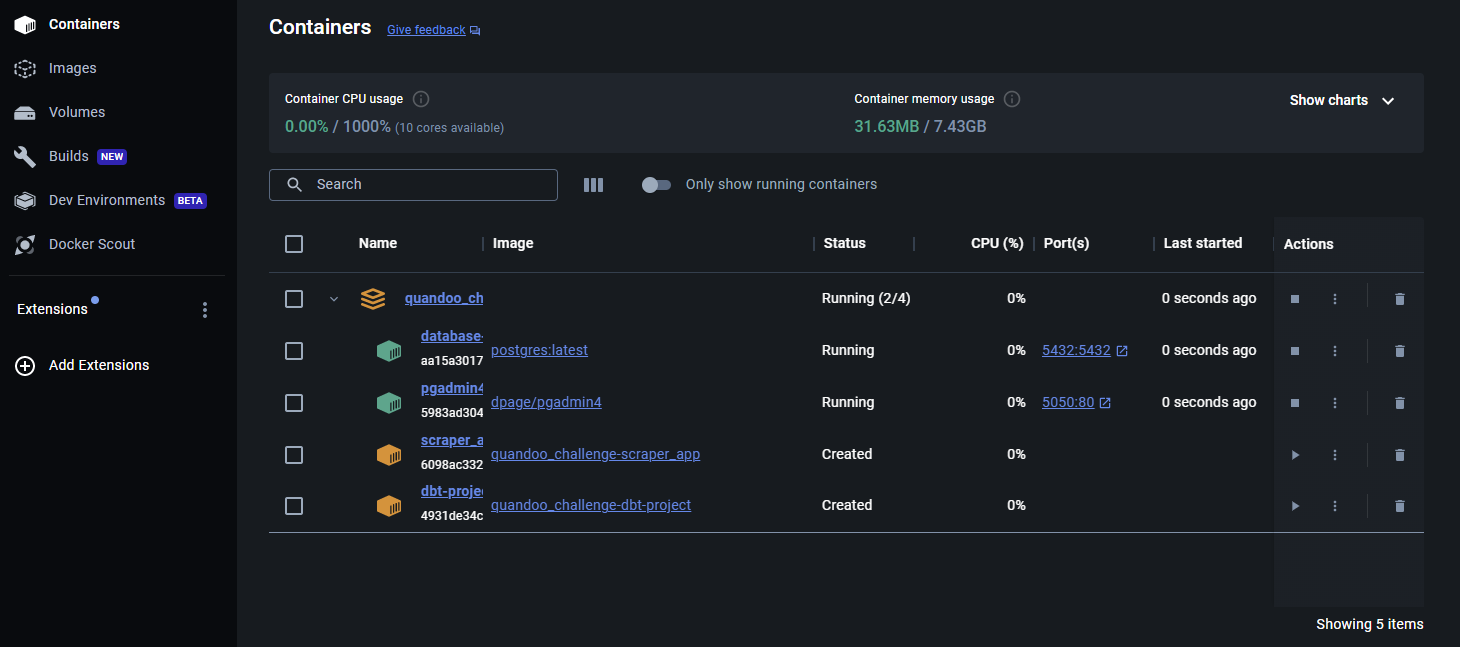 Containers
Images
Volumes
Builds NEW
Dev Environments BETA
Docker Scout
Extensions
Add Extensions
Containers Give feedback
Container CPU usage
0.00% / 1000% (10 cores available)
Container memory usage
31.63MB / 7.43GB
Show charts
Search
Only show running containers
Name Image Status CPU (%) Port(s) Last started Actions
quandoo_ch Running (2/4) 0% 0 seconds ago
database-
aa15a3017
postgres:latest Running 0% 5432:5432 0 seconds ago
pgadmin4
5983ad304
dpage/pgadmin4 Running 0% 5050:80 0 seconds ago
scraper_a
6098ac332
quandoo_challenge-scraper_app Created 0%
dbt-projec
4931de34c
quandoo_challenge-dbt-project Created 0%
Showing 5 items